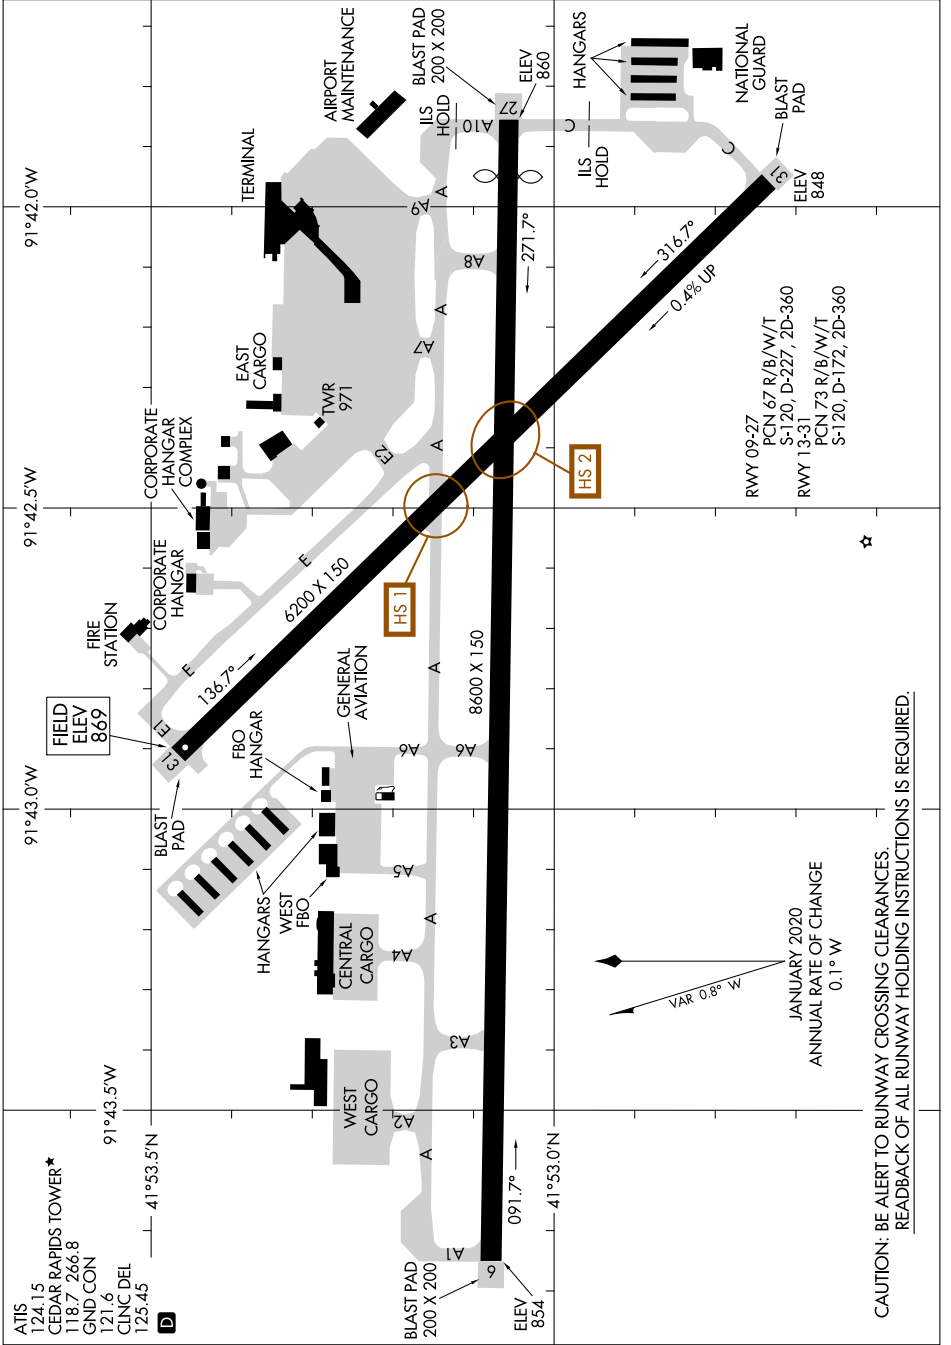 ATIS
124.15
CEDAR RAPIDS TOWER★
118.7 266.8
GND CON
121.6
CLNC DEL
125.45
D
91°43.5'W
91°43.0'W
91°42.5'W
91°42.0'W
41°53.5'N
41°53.0'N
FIELD
ELEV
869
FIRE
STATION
CORPORATE
HANGAR
CORPORATE
HANGAR
COMPLEX
EAST
CARGO
TWR
971
TERMINAL
AIRPORT
MAINTENANCE
BLAST
PAD
13
E1
E
E
E2
136.7°
6200 X 150
HANGARS
WEST
FBO
FBO
HANGAR
GENERAL
AVIATION
CENTRAL
CARGO
WEST
CARGO
A1
A
A2
A3
A4
A
A5
A6
A6
A
A
A7
A
A8
A9
A
A10
HS 1
HS 2
BLAST PAD
200 X 200
9
ELEV
854
091.7°
8600 X 150
271.7°
ILS
HOLD
BLAST PAD
200 X 200
27
ELEV
860
C
ILS
HOLD
C
HANGARS
NATIONAL
GUARD
BLAST
PAD
31
ELEV
848
316.7°
0.4% UP
RWY 09-27
PCN 67 R/B/W/T
S-120, D-227, 2D-360
RWY 13-31
PCN 73 R/B/W/T
S-120, D-172, 2D-360
VAR 0.8° W
JANUARY 2020
ANNUAL RATE OF CHANGE
0.1° W
CAUTION: BE ALERT TO RUNWAY CROSSING CLEARANCES.
READBACK OF ALL RUNWAY HOLDING INSTRUCTIONS IS REQUIRED.